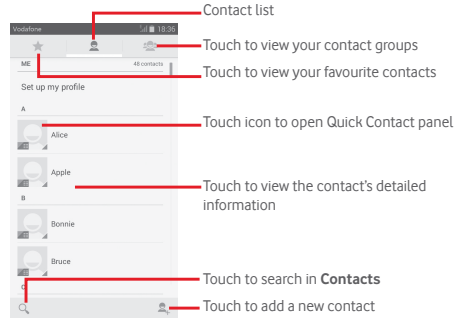 Contact list
Vodafone 18:36
Touch to view your contact groups
ME 48 contacts
Touch to view your favourite contacts
Set up my profile
A
Touch icon to open Quick Contact panel
Alice
Apple
Touch to view the contact's detailed
information
B
Bonnie
Bruce
Touch to search in Contacts
C
Touch to add a new contact